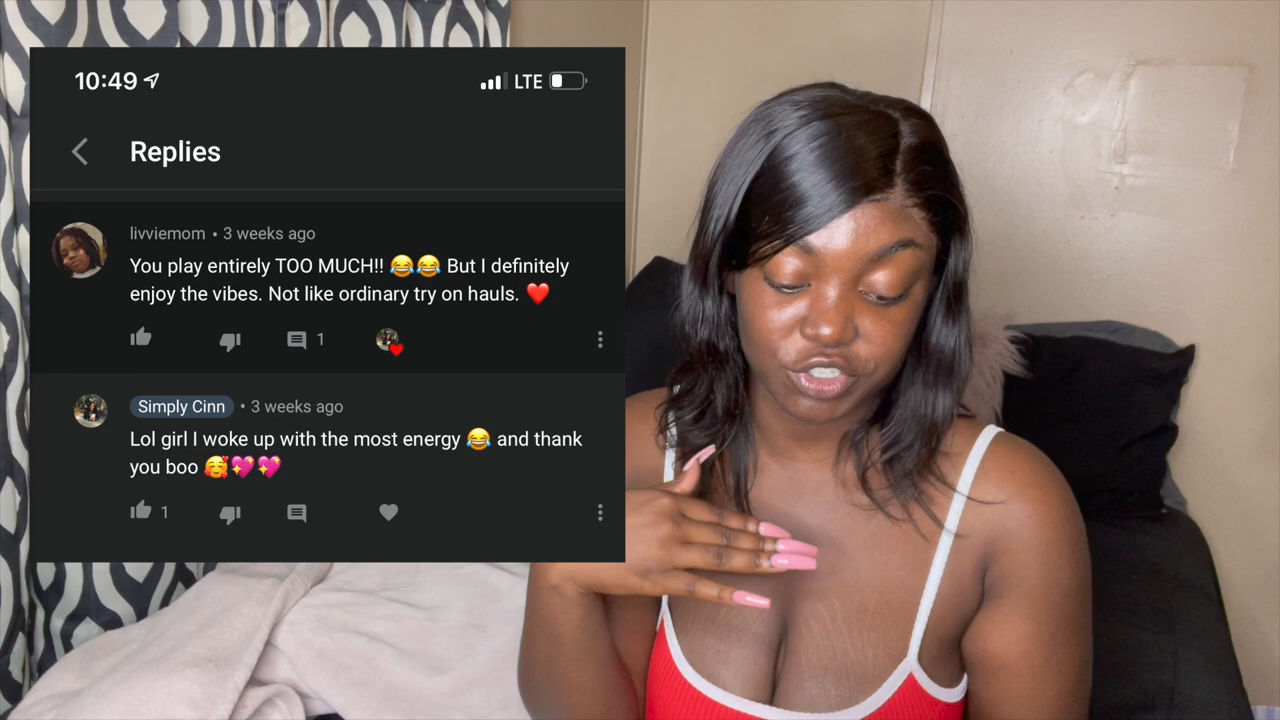 10:49 LTE
Replies
livviemom • 3 weeks ago
You play entirely TOO MUCH!! 😂😂 But I definitely
enjoy the vibes. Not like ordinary try on hauls. ❤️
1
Simply Cinn • 3 weeks ago
Lol girl I woke up with the most energy 😂 and thank
you boo 🥰💖💖
1